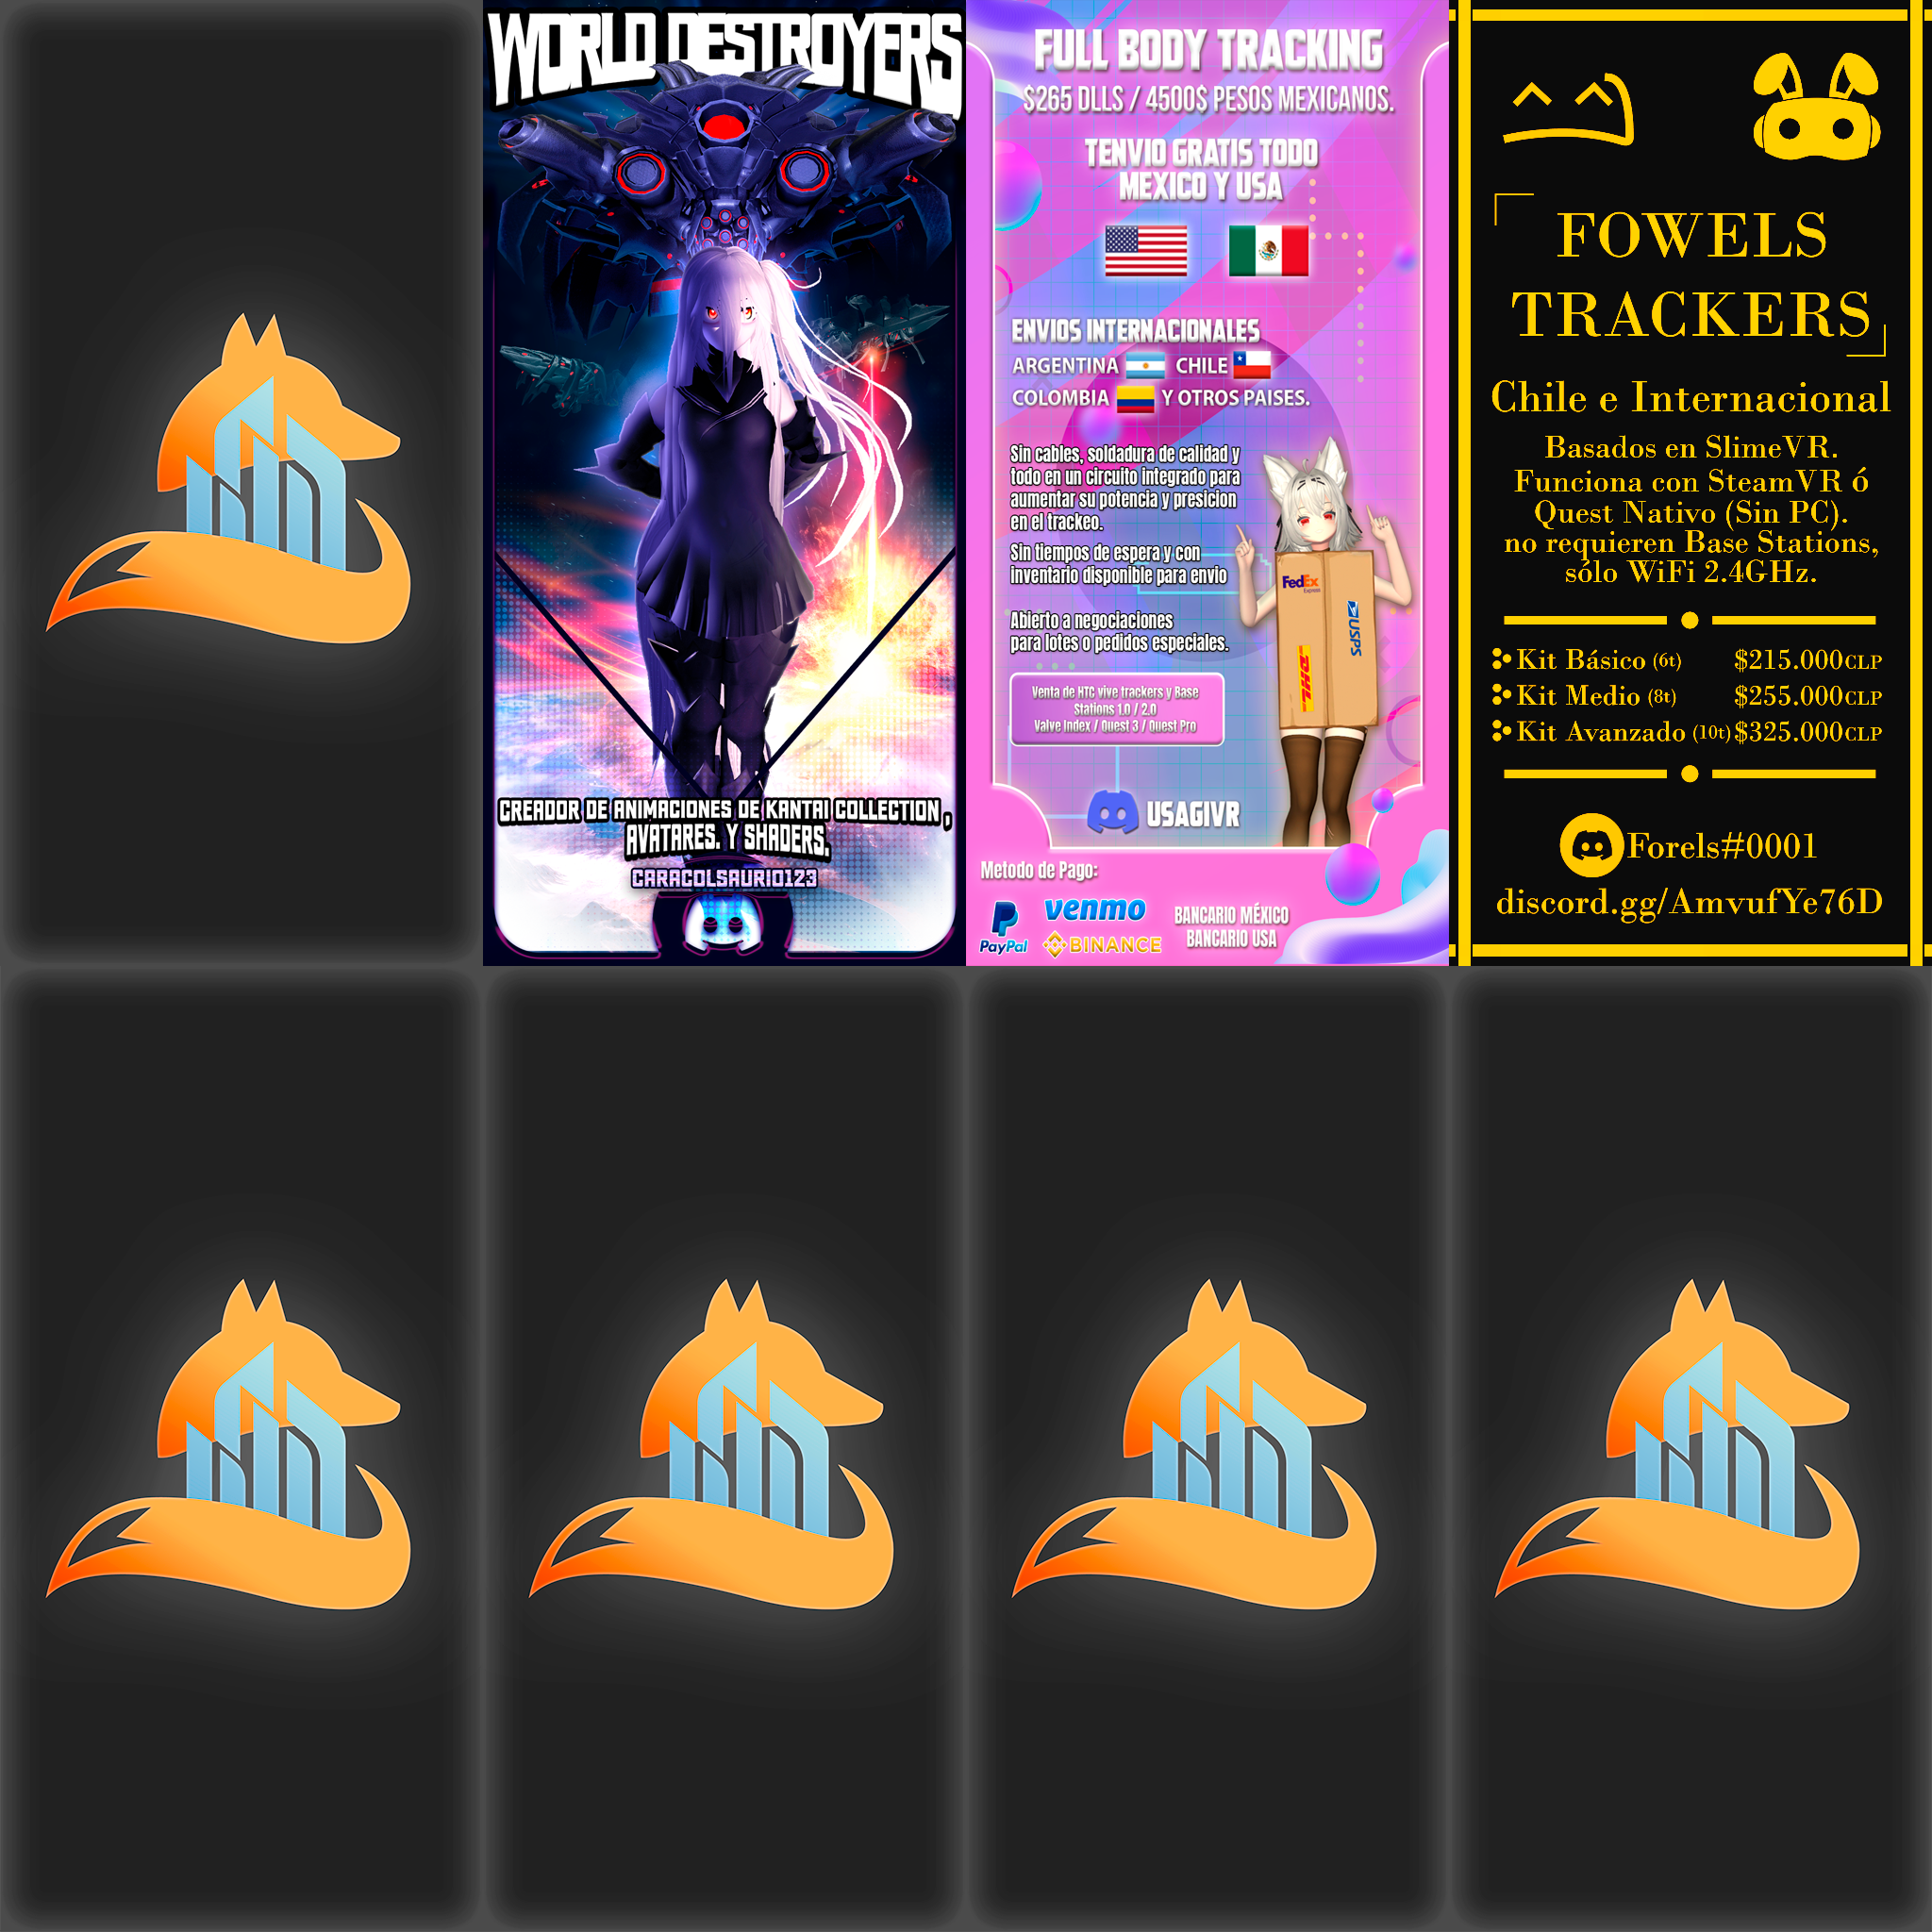 WORLD DESTROYERS
CREADOR DE ANIMACIONES DE KANTAI COLLECTION,
AVATARES. Y SHADERS.
CARACOLSAURIO123
FULL BODY TRACKING
$265 DLLS / 4500$ PESOS MEXICANOS.
TENVIO GRATIS TODO
MEXICO Y USA
ENVIOS INTERNACIONALES
ARGENTINA CHILE
COLOMBIA Y OTROS PAISES.
Sin cables, soldadura de calidad y
todo en un circuito integrado para
aumentar su potencia y presicion
en el trackeo.
Sin tiempos de espera y con
inventario disponible para envio
Abierto a negociaciones
para lotes o pedidos especiales.
FedEx
Express
USPS
DHL
Venta de HTC vive trackers y Base
Stations 1.0 / 2.0
Valve Index / Quest 3 / Quest Pro
USAGIVR
Metodo de Pago:
PayPal
venmo
BINANCE
BANCARIO MÉXICO
BANCARIO USA
FOWELS
TRACKERS
Chile e Internacional
Basados en SlimeVR.
Funciona con SteamVR ó
Quest Nativo (Sin PC).
no requieren Base Stations,
sólo WiFi 2.4GHz.
Kit Básico (6t) $215.000CLP
Kit Medio (8t) $255.000CLP
Kit Avanzado (10t) $325.000CLP
Forels#0001
discord.gg/AmvufYe76D